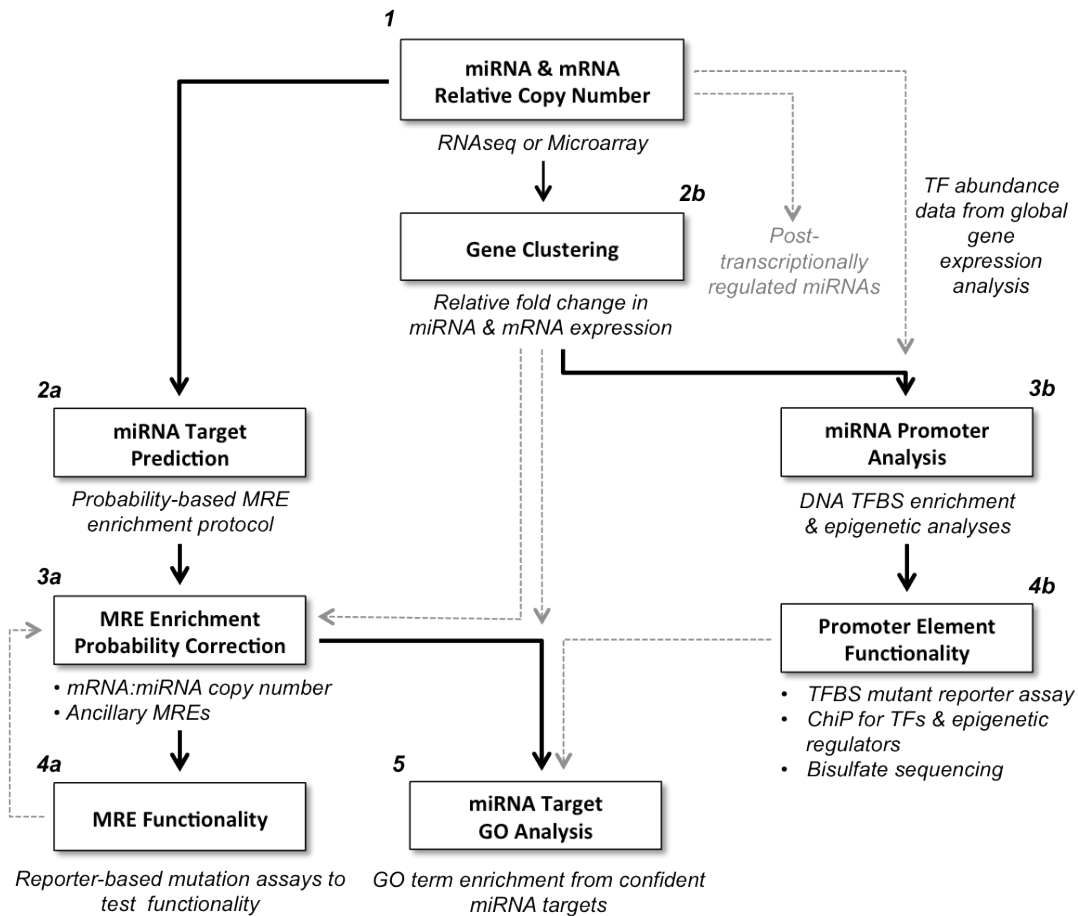 1
miRNA & mRNA
Relative Copy Number
RNAseq or Microarray
2b
Gene Clustering
Relative fold change in
miRNA & mRNA expression
Post-
transcriptionally
regulated miRNAs
TF abundance
data from global
gene
expression
analysis
2a
miRNA Target
Prediction
Probability-based MRE
enrichment protocol
3b
miRNA Promoter
Analysis
DNA TFBS enrichment
& epigenetic analyses
3a
MRE Enrichment
Probability Correction
• mRNA:miRNA copy number
• Ancillary MREs
4b
Promoter Element
Functionality
• TFBS mutant reporter assay
• ChiP for TFs & epigenetic
regulators
• Bisulfate sequencing
4a
MRE Functionality
Reporter-based mutation assays to
test functionality
5
miRNA Target
GO Analysis
GO term enrichment from confident
miRNA targets